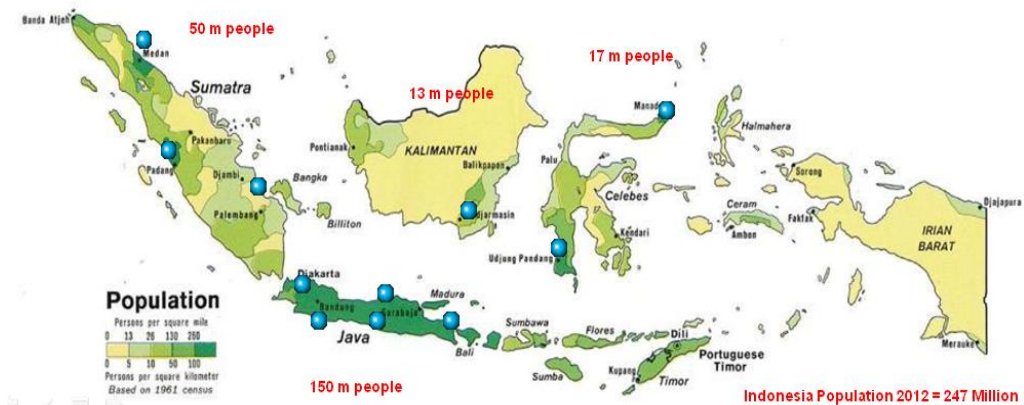 Banda Atjeh
50 m people
Medan
Sumatra
17 m people
13 m people
Manad
Halmahera
Pakanbaru
Pontianak
KALIMANTAN
Balikpapan
Palu
Sorong
Padang
Djambi
Bangka
Celebes
Ceram
Djajapura
Palembang
Billiton
djarmasin
Kendari
Ambon
Fakfak
IRIAN
BARAT
Udjung Pandang
Djakarta
Population
Persons per square mile
0 13 26 130 260
0 5 10 50 100
Persons per square kilometer
Based on 1961 census
Bandung
Surabaja
Madura
Java
Bali
Sumbawa
Flores
Dili
Sumba
Kupang
Timor
Portuguese
Timor
Merauke
150 m people
Indonesia Population 2012 = 247 Million